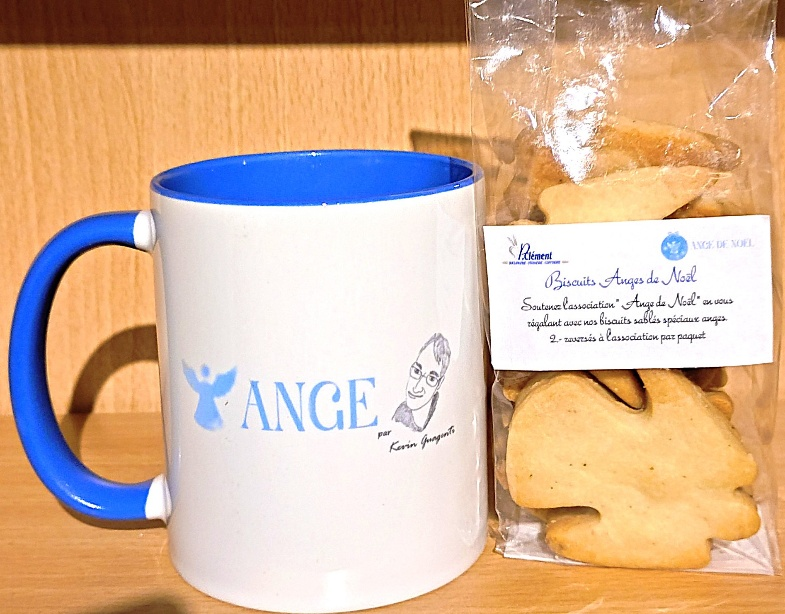 ANGE
par
Kevin Guagento
P.Clément
ANGE DE NOËL
Biscuits Anges de Noël
Soutenez l'association "Ange de Noël" en vous
régalant avec nos biscuits sablés spéciaux anges.
2.- reversés à l'association par paquet